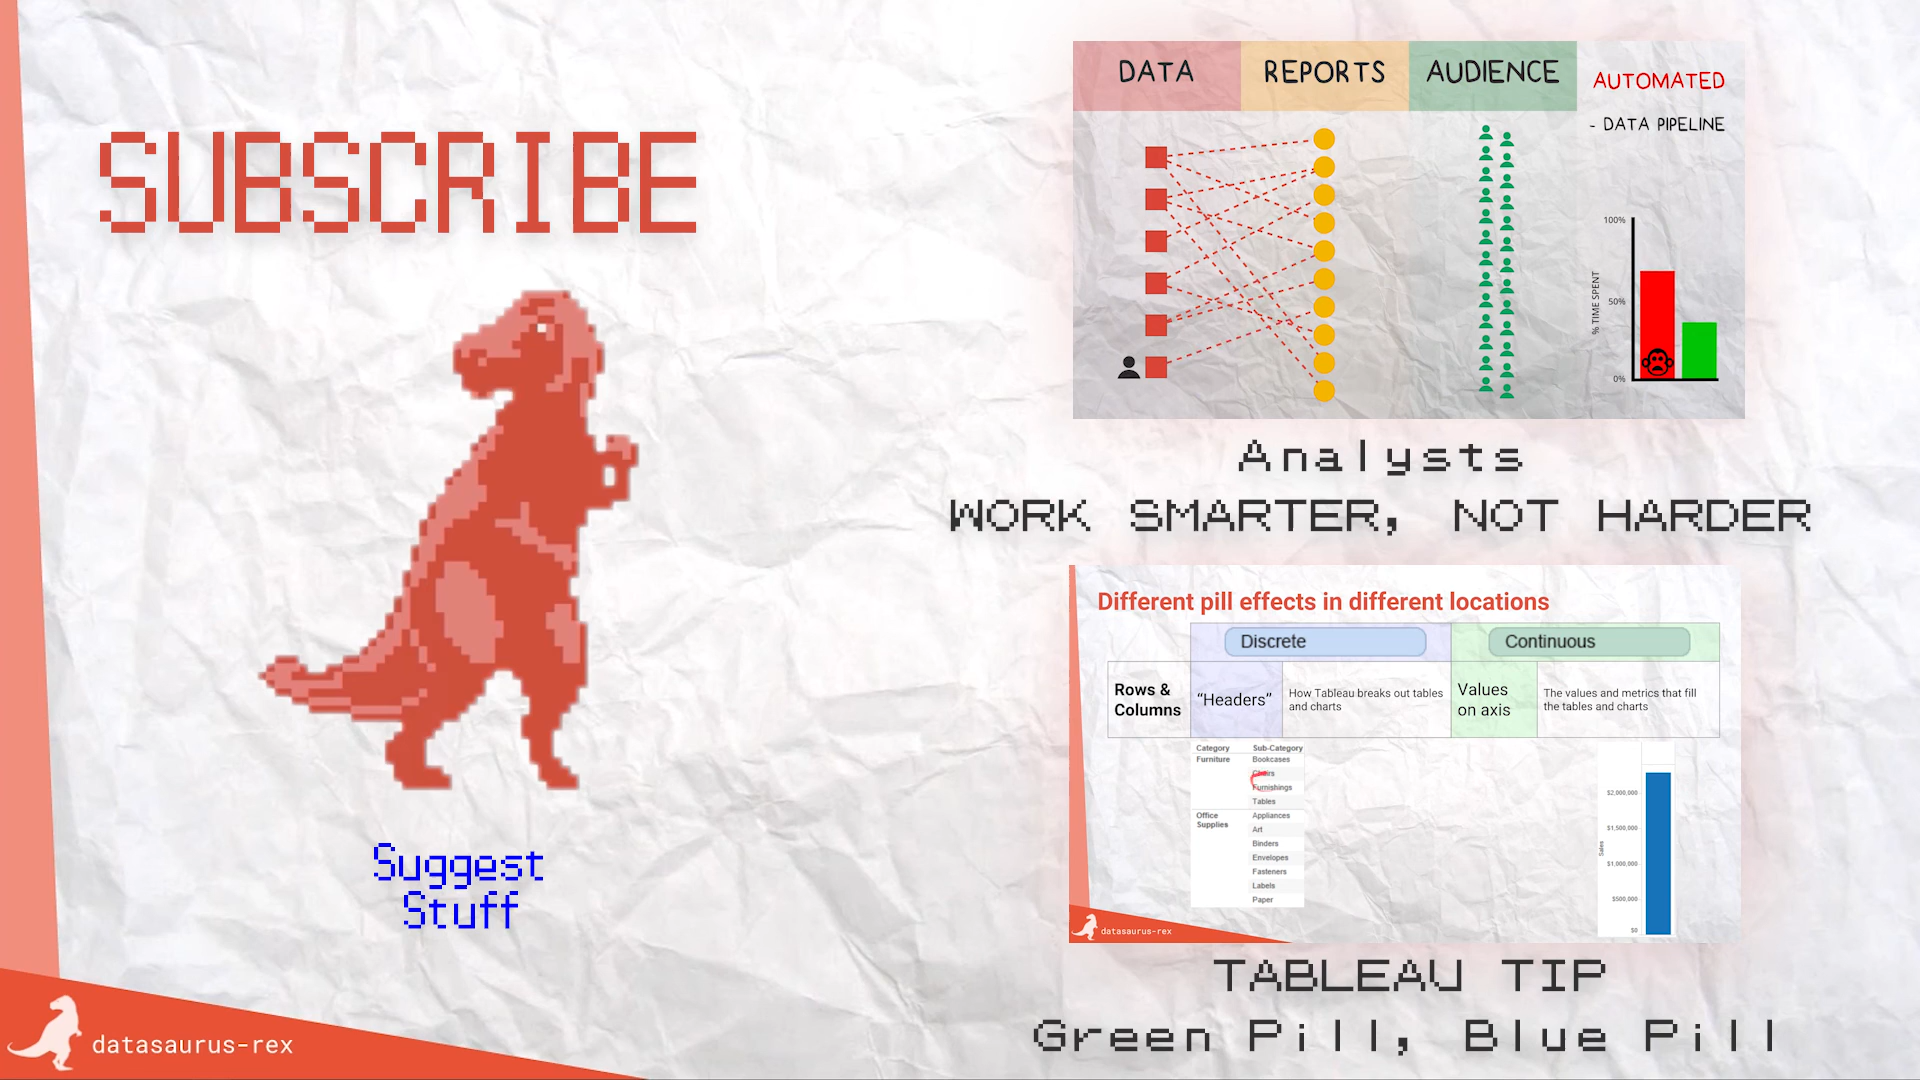 SUBSCRIBE
Suggest
Stuff
datasaurus-rex
DATA
REPORTS
AUDIENCE
AUTOMATED
- DATA PIPELINE
100%
50%
0%
% TIME SPENT
Analysts
WORK SMARTER, NOT HARDER
Different pill effects in different locations
Discrete
Continuous
Rows &
Columns
“Headers”
How Tableau breaks out tables
and charts
Values
on axis
The values and metrics that fill
the tables and charts
Category
Sub-Category
Furniture
Bookcases
Chairs
Furnishings
Tables
Office
Supplies
Appliances
Art
Binders
Envelopes
Fasteners
Labels
Paper
$2,000,000
$1,500,000
$1,000,000
$500,000
$0
Sales
datasaurus-rex
TABLEAU TIP
Green Pill, Blue Pill